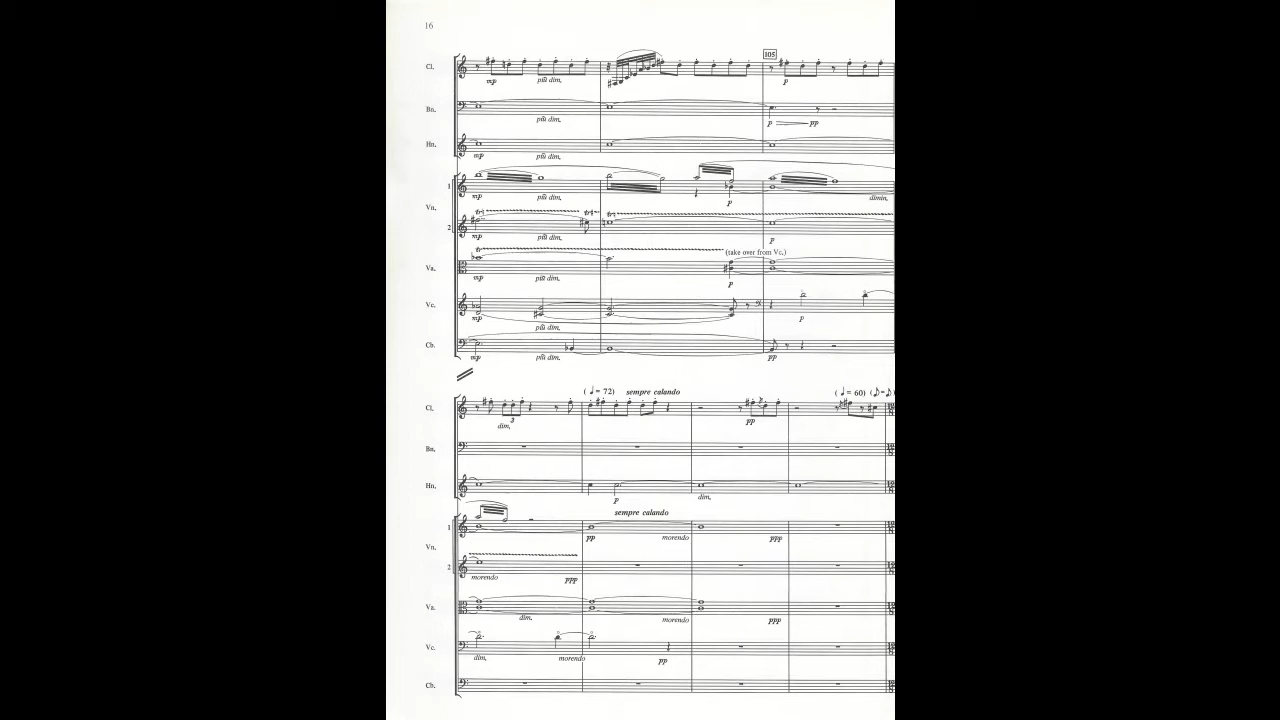 16
105
Cl.
mp
più dim.
p
Bn.
più dim.
p
pp
Hn.
mp
più dim.
1
mp
più dim.
p
dimin.
Vn.
2
mp
più dim.
p
(take over from Vc.)
Va.
mp
più dim.
p
Vc.
mp
più dim.
p
Cb.
mp
più dim.
pp
(♩= 72) sempre calando (♩= 60) (♪=♪)
Cl.
dim.
3
pp
Bn.
Hn.
p
dim.
sempre calando
1
pp
morendo
ppp
Vn.
2
morendo
ppp
Va.
dim.
morendo
ppp
Vc.
dim.
morendo
pp
Cb.